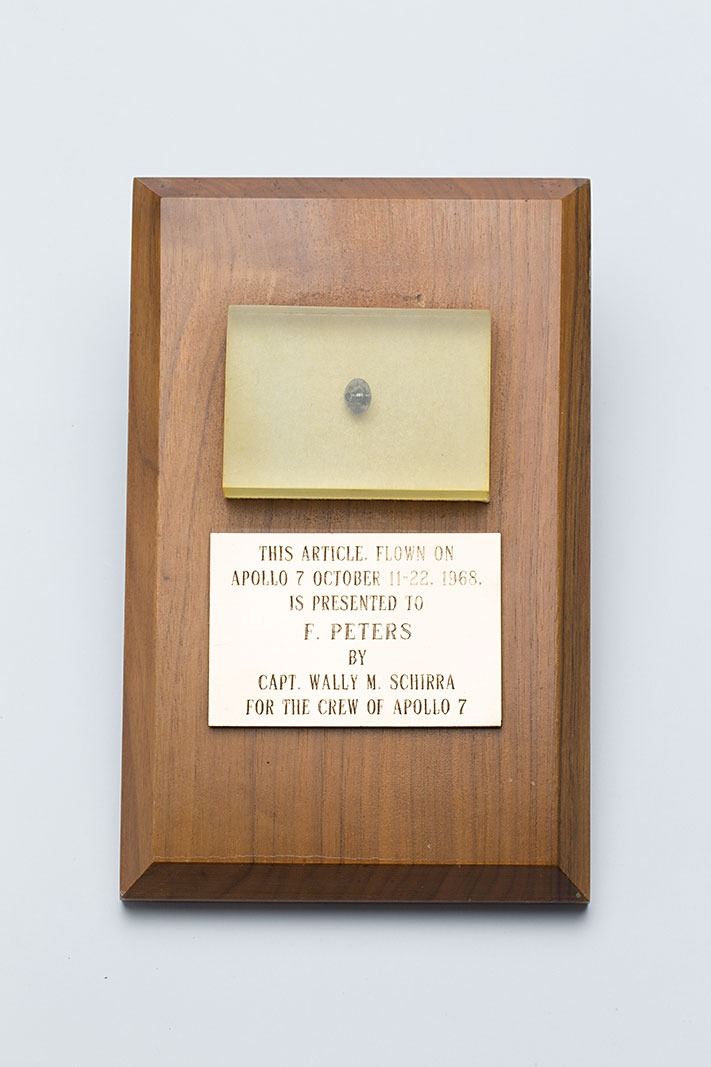 THIS ARTICLE. FLOWN ON
APOLLO 7 OCTOBER 11-22. 1968.
IS PRESENTED TO
F. PETERS
BY
CAPT. WALLY M. SCHIRRA
FOR THE CREW OF APOLLO 7